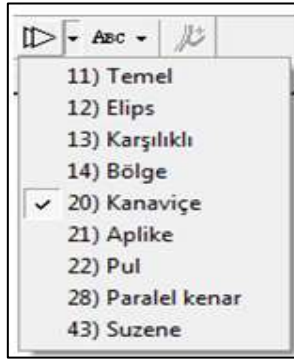 ABC
11) Temel
12) Elips
13) Karşılıklı
14) Bölge
20) Kanaviçe
21) Aplike
22) Pul
28) Paralel kenar
43) Suzene